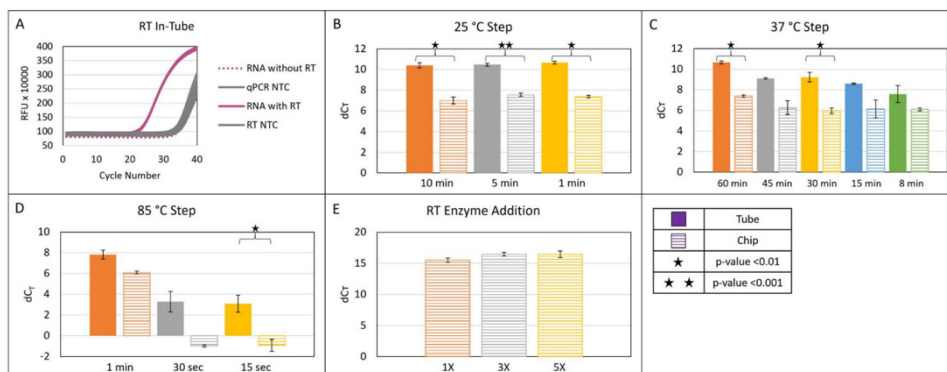 A
RT In-Tube
RFU x10000
400
350
300
250
200
150
100
50
0
10
20
30
40
Cycle Number
RNA without RT
qPCR NTC
RNA with RT
RT NTC
B
25 °C Step
dCT
12
10
8
6
4
2
0
★
★★
★
10 min
5 min
1 min
C
37 °C Step
dCT
12
10
8
6
4
2
0
★
★
60 min
45 min
30 min
15 min
8 min
D
85 °C Step
dCT
10
8
6
4
2
0
-2
★
1 min
30 sec
15 sec
E
RT Enzyme Addition
dCT
20
15
10
5
0
1X
3X
5X
Tube
Chip
★ p-value <0.01
★ ★ p-value <0.001